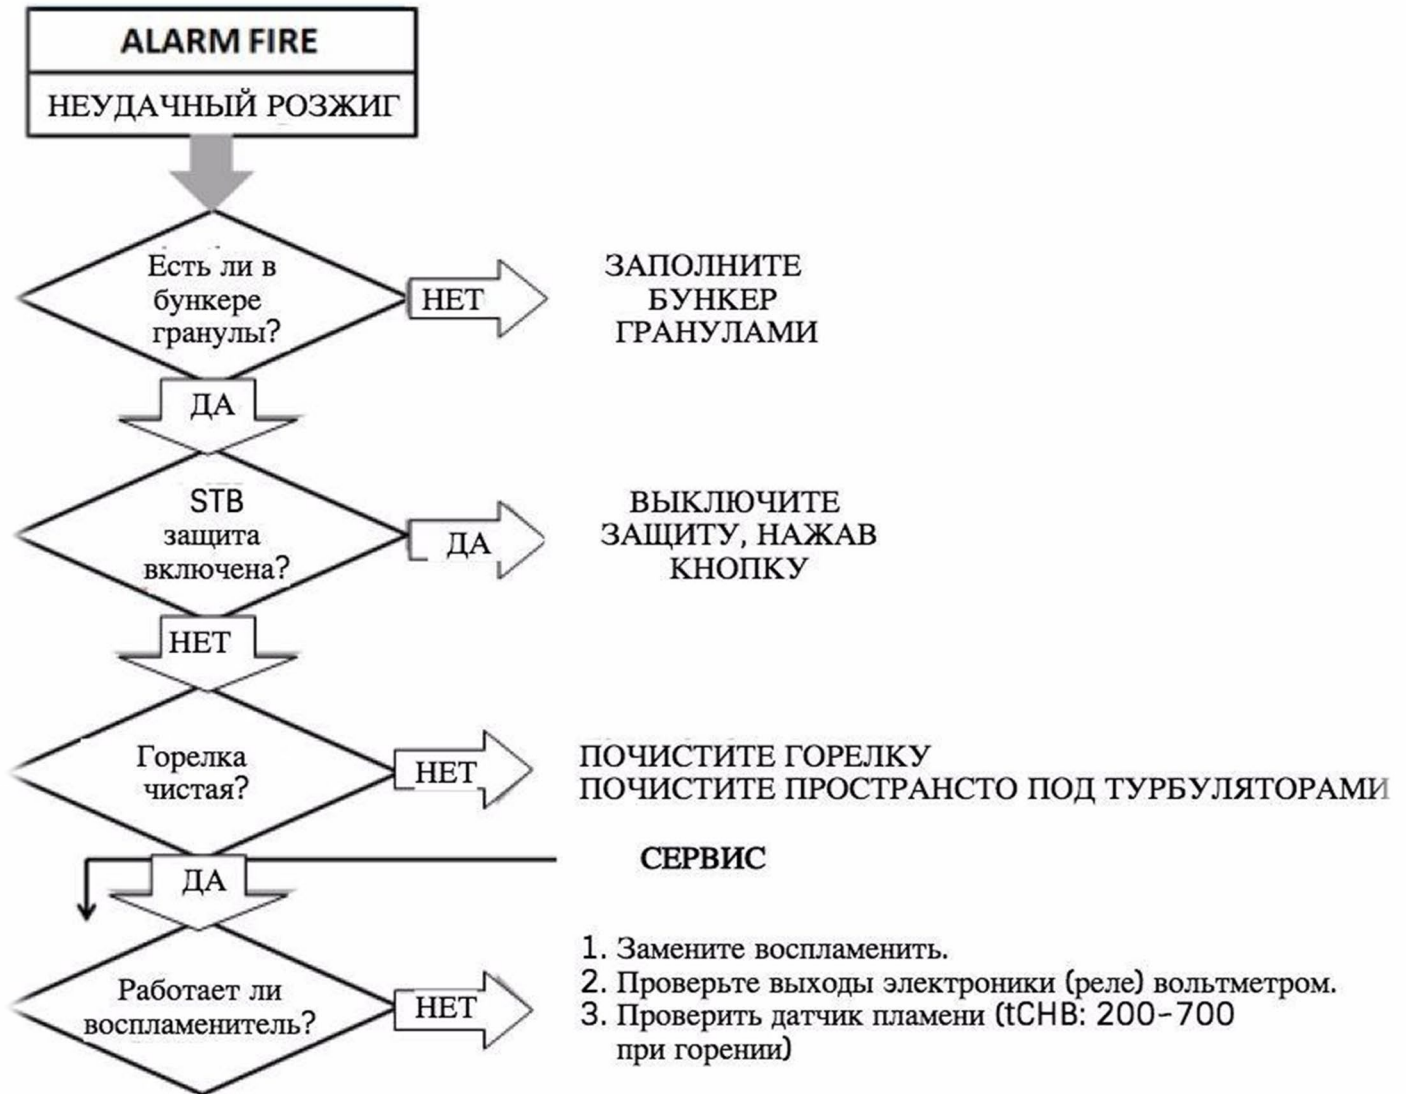 ALARM FIRE
НЕУДАЧНЫЙ РОЗЖИГ
Есть ли в
бункере
гранулы?
НЕТ
ЗАПОЛНИТЕ
БУНКЕР
ГРАНУЛАМИ
ДА
STB
защита
включена?
ДА
ВЫКЛЮЧИТЕ
ЗАЩИТУ, НАЖАВ
КНОПКУ
НЕТ
Горелка
чистая?
НЕТ
ПОЧИСТИТЕ ГОРЕЛКУ
ПОЧИСТИТЕ ПРОСТРАНСТО ПОД ТУРБУЛЯТОРАМИ
СЕРВИС
ДА
Работает ли
воспламенитель?
НЕТ
1. Замените воспламенить.
2. Проверьте выходы электроники (реле) вольтметром.
3. Проверить датчик пламени (tCHB: 200-700
при горении)